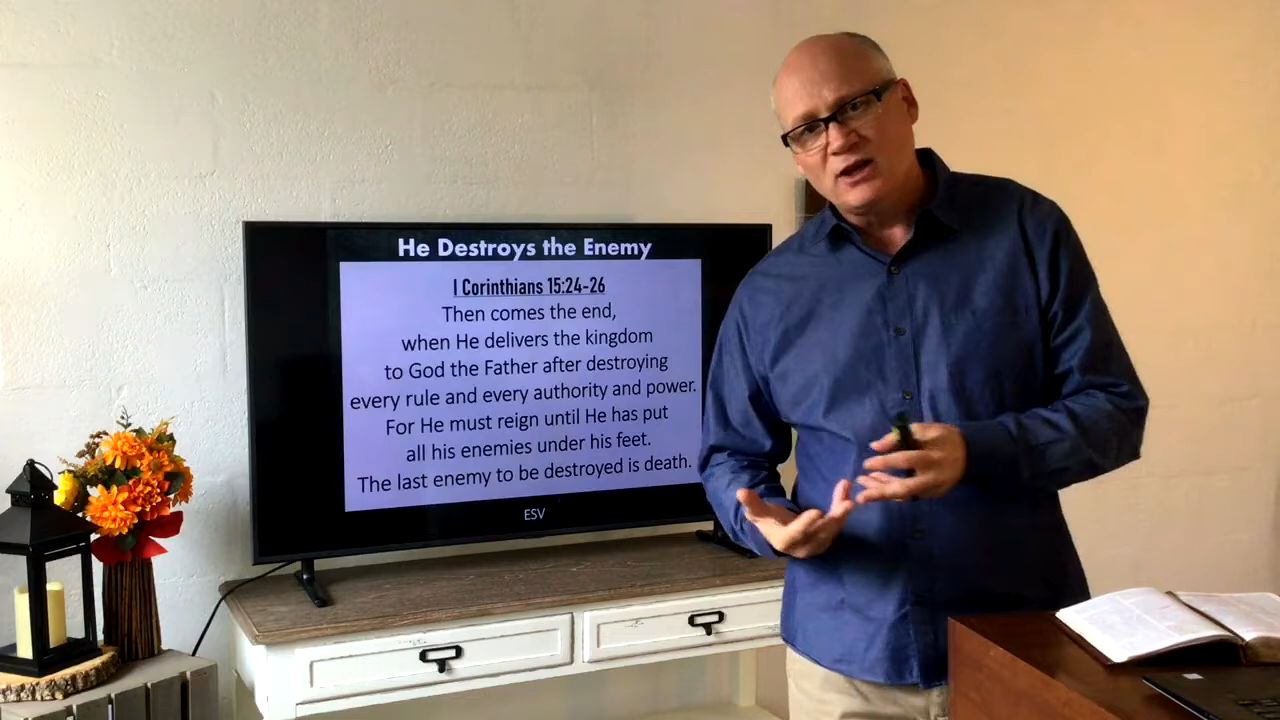 He Destroys the Enemy
I Corinthians 15:24-26
Then comes the end,
when He delivers the kingdom
to God the Father after destroying
every rule and every authority and power.
For He must reign until He has put
all his enemies under his feet.
The last enemy to be destroyed is death.
ESV